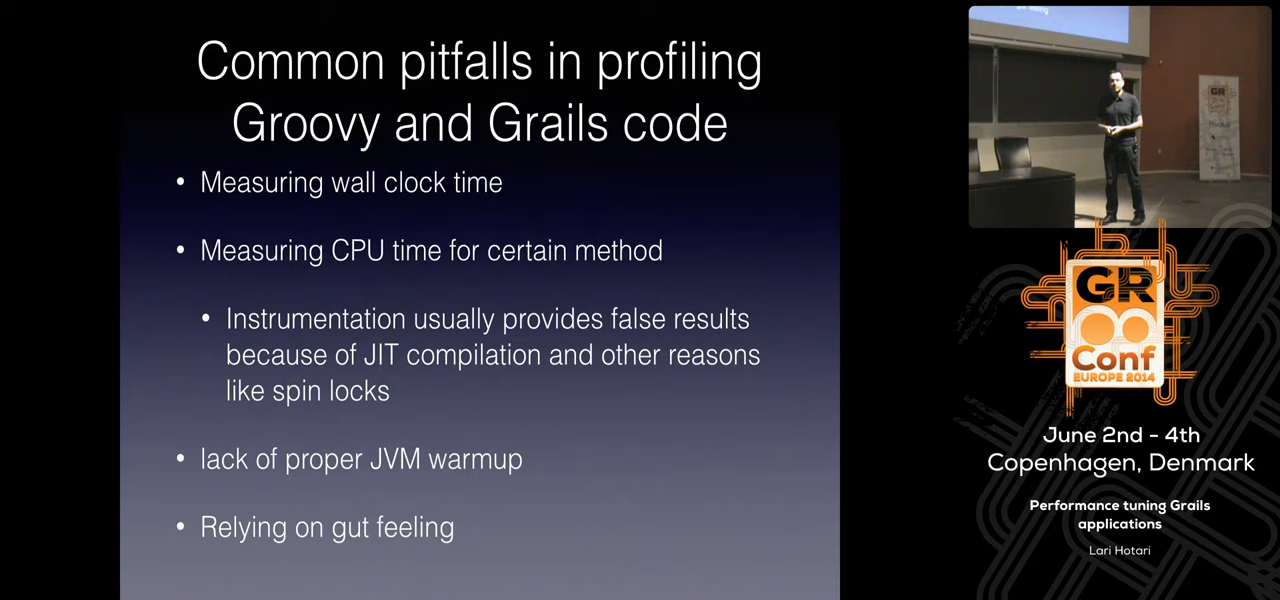 Common pitfalls in profiling
Groovy and Grails code
• Measuring wall clock time
• Measuring CPU time for certain method
• Instrumentation usually provides false results
because of JIT compilation and other reasons
like spin locks
• lack of proper JVM warmup
• Relying on gut feeling
GR
Conf
GR
Conf
EUROPE 2014
June 2nd - 4th
Copenhagen, Denmark
Performance tuning Grails
applications
Lari Hotari